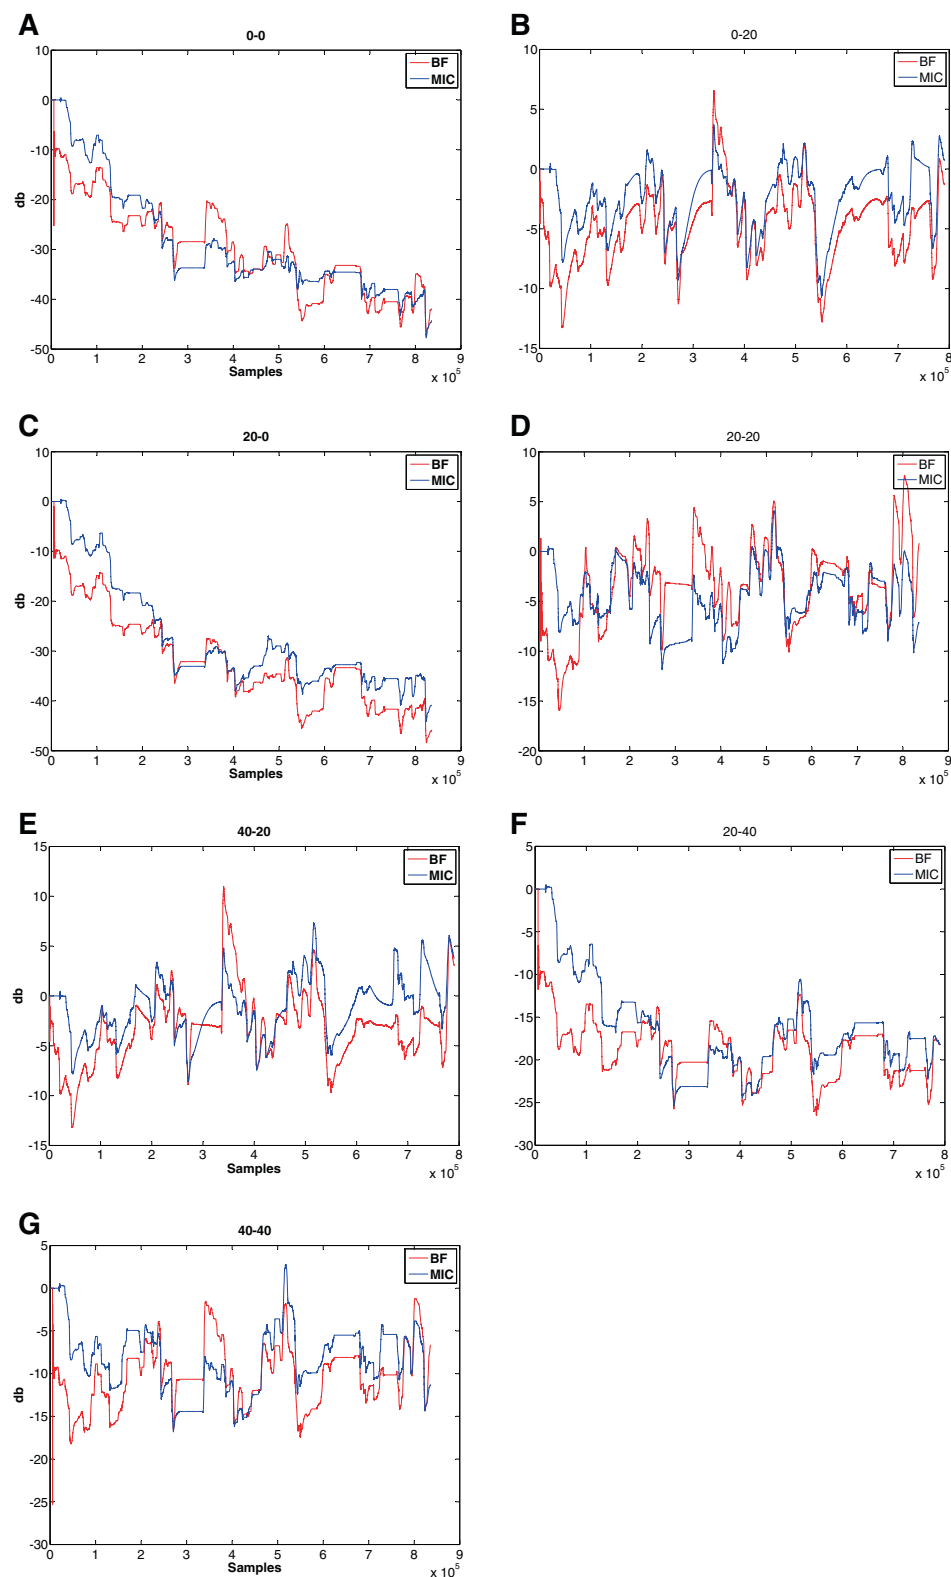 A
0-0
10
0
-10
-20
-30
-40
-50
db
BF
MIC
0 1 2 3 4 5 6 7 8 9
Samples
x 10^5
B
0-20
10
5
0
-5
-10
-15
BF
MIC
0 1 2 3 4 5 6 7 8
x 10^5
C
20-0
10
0
-10
-20
-30
-40
-50
db
BF
MIC
0 1 2 3 4 5 6 7 8 9
Samples
x 10^5
D
20-20
10
5
0
-5
-10
-15
-20
BF
MIC
0 1 2 3 4 5 6 7 8 9
x 10^5
E
40-20
15
10
5
0
-5
-10
-15
db
BF
MIC
0 1 2 3 4 5 6 7 8
Samples
x 10^5
F
20-40
5
0
-5
-10
-15
-20
-25
-30
BF
MIC
0 1 2 3 4 5 6 7 8
x 10^5
G
40-40
5
0
-5
-10
-15
-20
-25
-30
db
BF
MIC
0 1 2 3 4 5 6 7 8 9
Samples
x 10^5